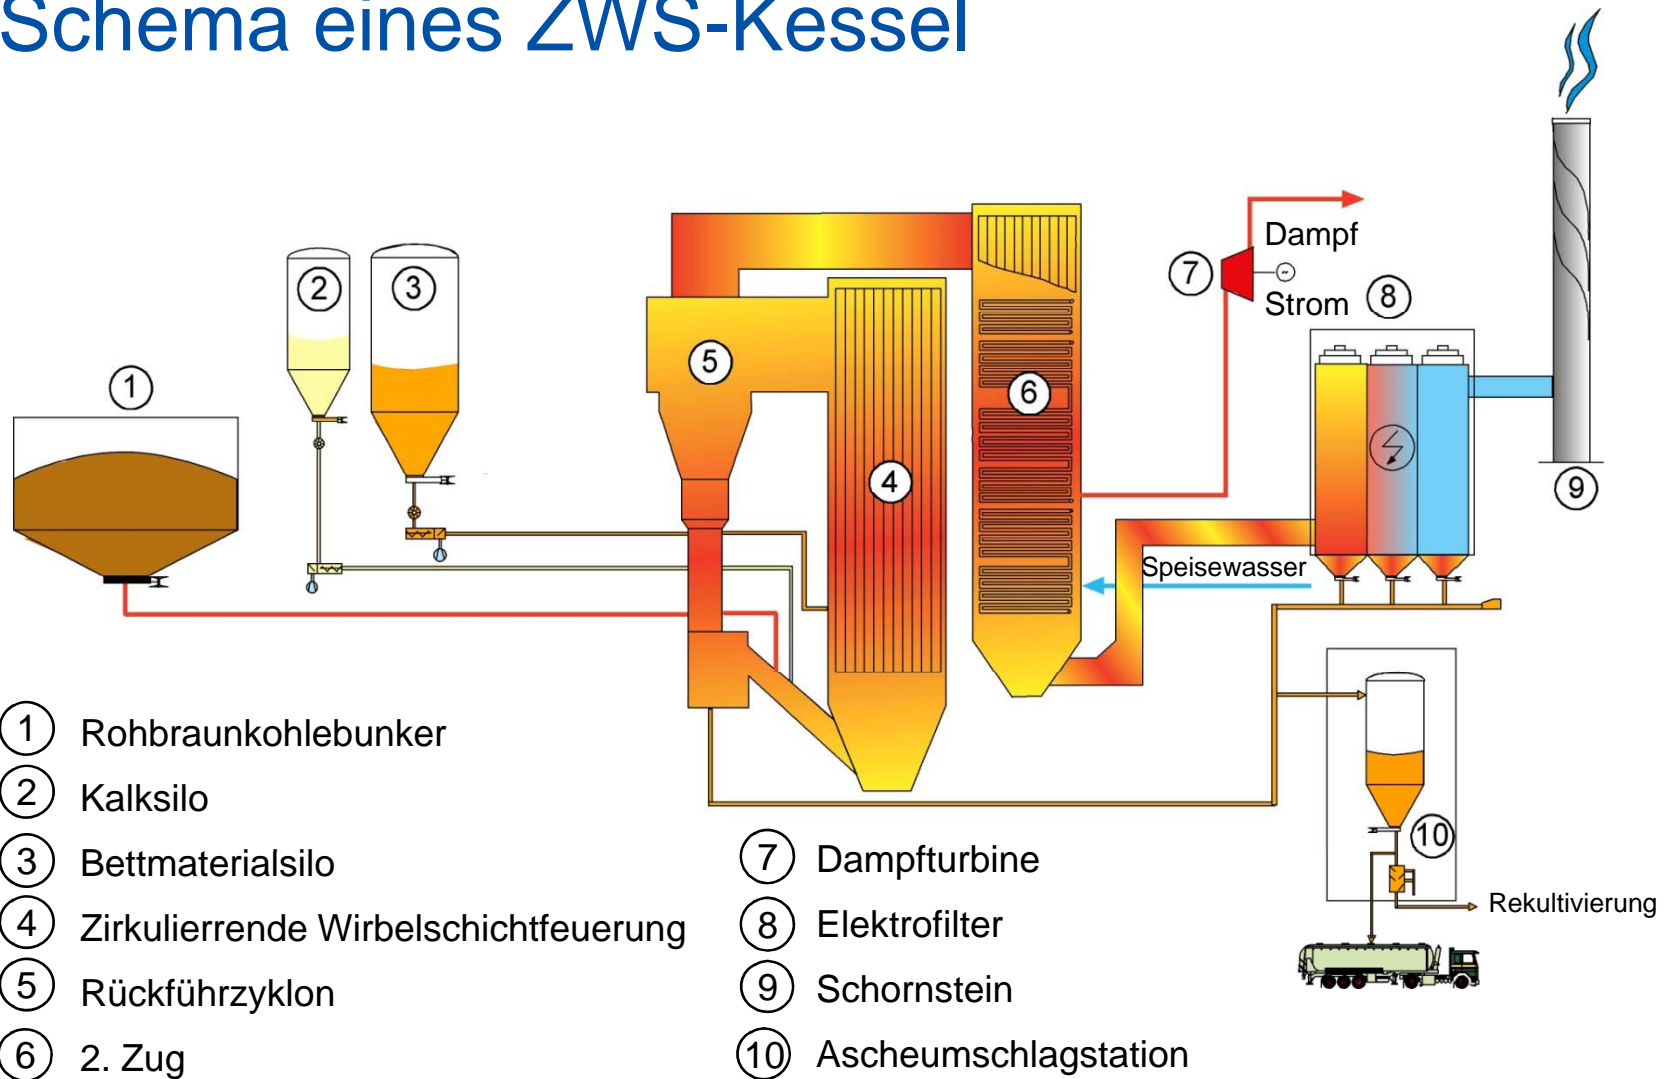 Schema eines ZWS-Kessel
1
2
3
4
5
6
7
8
9
10
Dampf
~
Strom
Speisewasser
Rekultivierung
1 Rohbraunkohlebunker
2 Kalksilo
3 Bettmaterialsilo
4 Zirkulierrende Wirbelschichtfeuerung
5 Rückführzyklon
6 2. Zug
7 Dampfturbine
8 Elektrofilter
9 Schornstein
10 Ascheumschlagstation